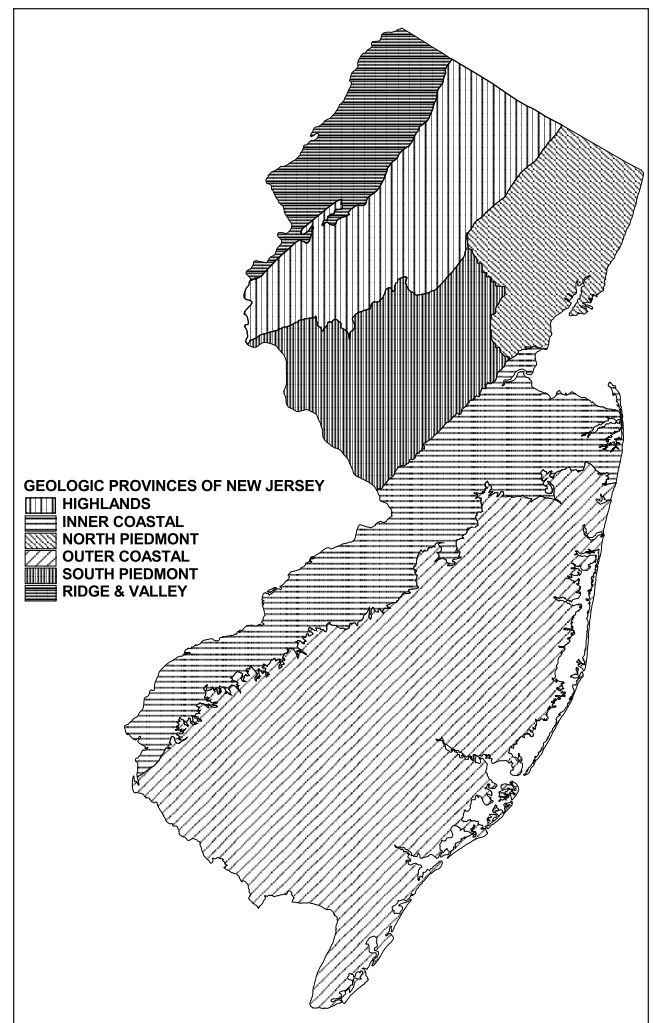 GEOLOGIC PROVINCES OF NEW JERSEY
HIGHLANDS
INNER COASTAL
NORTH PIEDMONT
OUTER COASTAL
SOUTH PIEDMONT
RIDGE & VALLEY